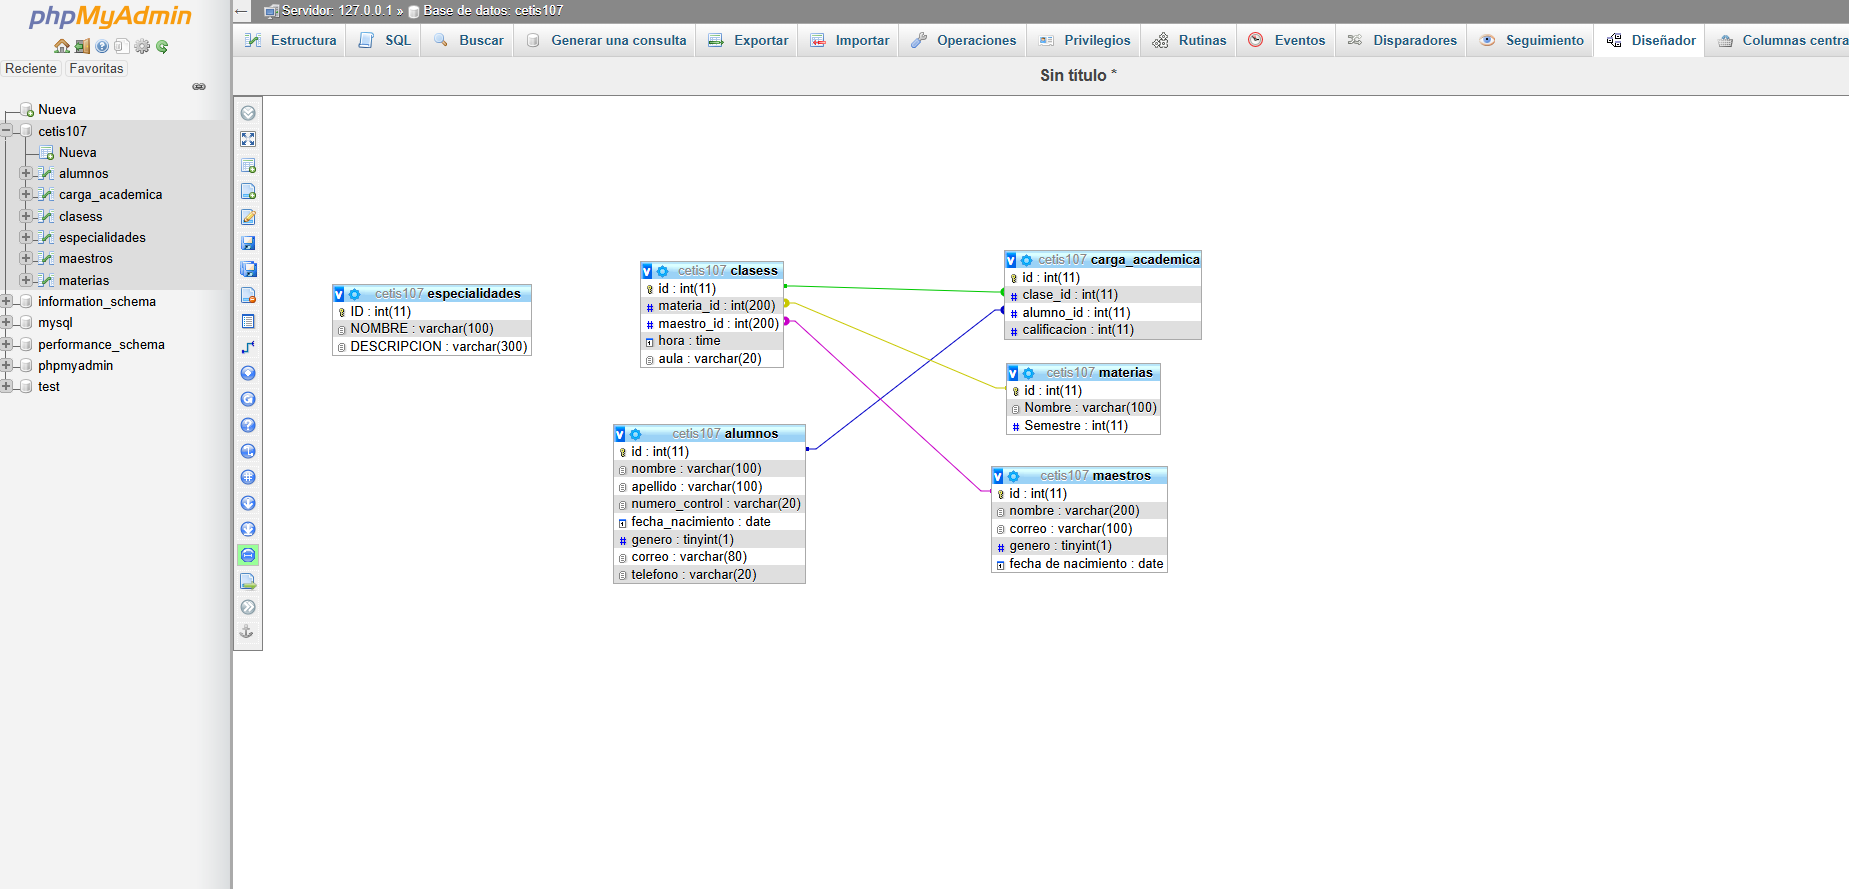 phpMyAdmin
Reciente Favoritas
Nueva
cetis107
Nueva
alumnos
carga_academica
clasess
especialidades
maestros
materias
information_schema
mysql
performance_schema
phpmyadmin
test
Servidor: 127.0.0.1 » Base de datos: cetis107
Estructura SQL Buscar Generar una consulta Exportar Importar Operaciones Privilegios Rutinas Eventos Disparadores Seguimiento Diseñador Columnas centra
Sin título *
cetis107 especialidades
ID : int(11)
NOMBRE : varchar(100)
DESCRIPCION : varchar(300)
cetis107 clasess
id : int(11)
materia_id : int(200)
maestro_id : int(200)
hora : time
aula : varchar(20)
cetis107 carga_academica
id : int(11)
clase_id : int(11)
alumno_id : int(11)
calificacion : int(11)
cetis107 materias
id : int(11)
Nombre : varchar(100)
Semestre : int(11)
cetis107 alumnos
id : int(11)
nombre : varchar(100)
apellido : varchar(100)
numero_control : varchar(20)
fecha_nacimiento : date
genero : tinyint(1)
correo : varchar(80)
telefono : varchar(20)
cetis107 maestros
id : int(11)
nombre : varchar(200)
correo : varchar(100)
genero : tinyint(1)
fecha de nacimiento : date